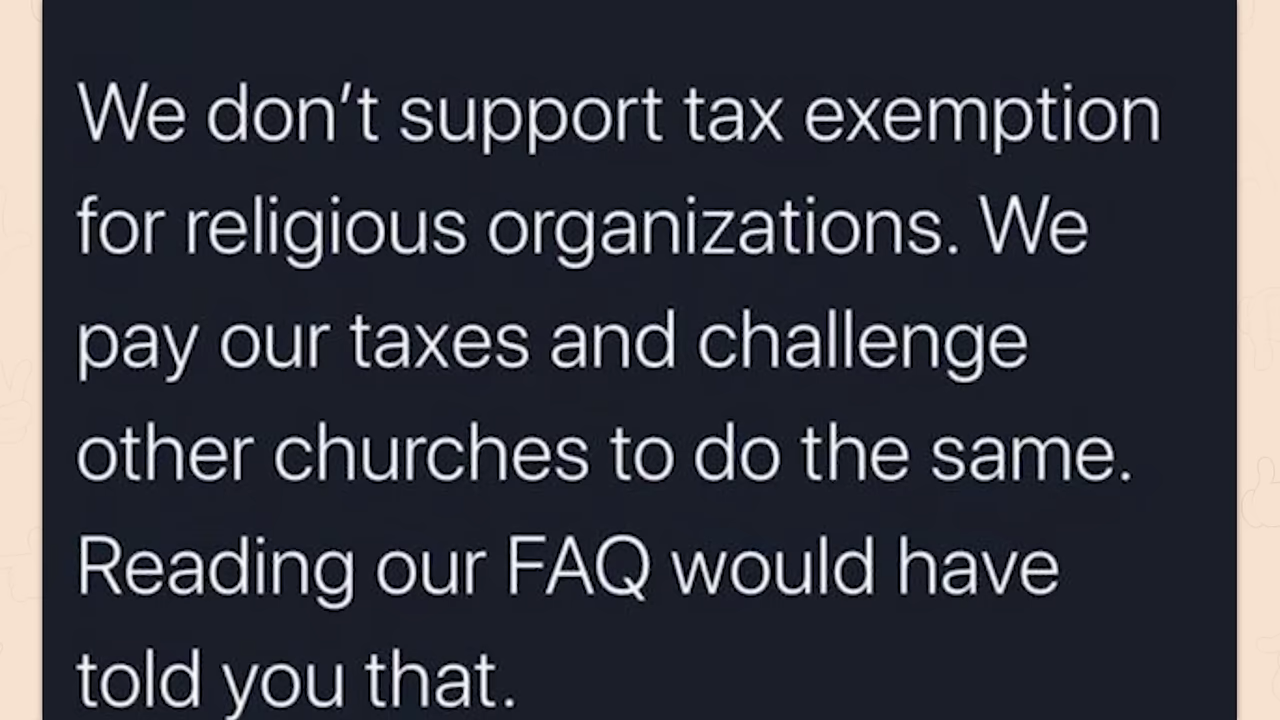 We don’t support tax exemption
for religious organizations. We
pay our taxes and challenge
other churches to do the same.
Reading our FAQ would have
told you that.